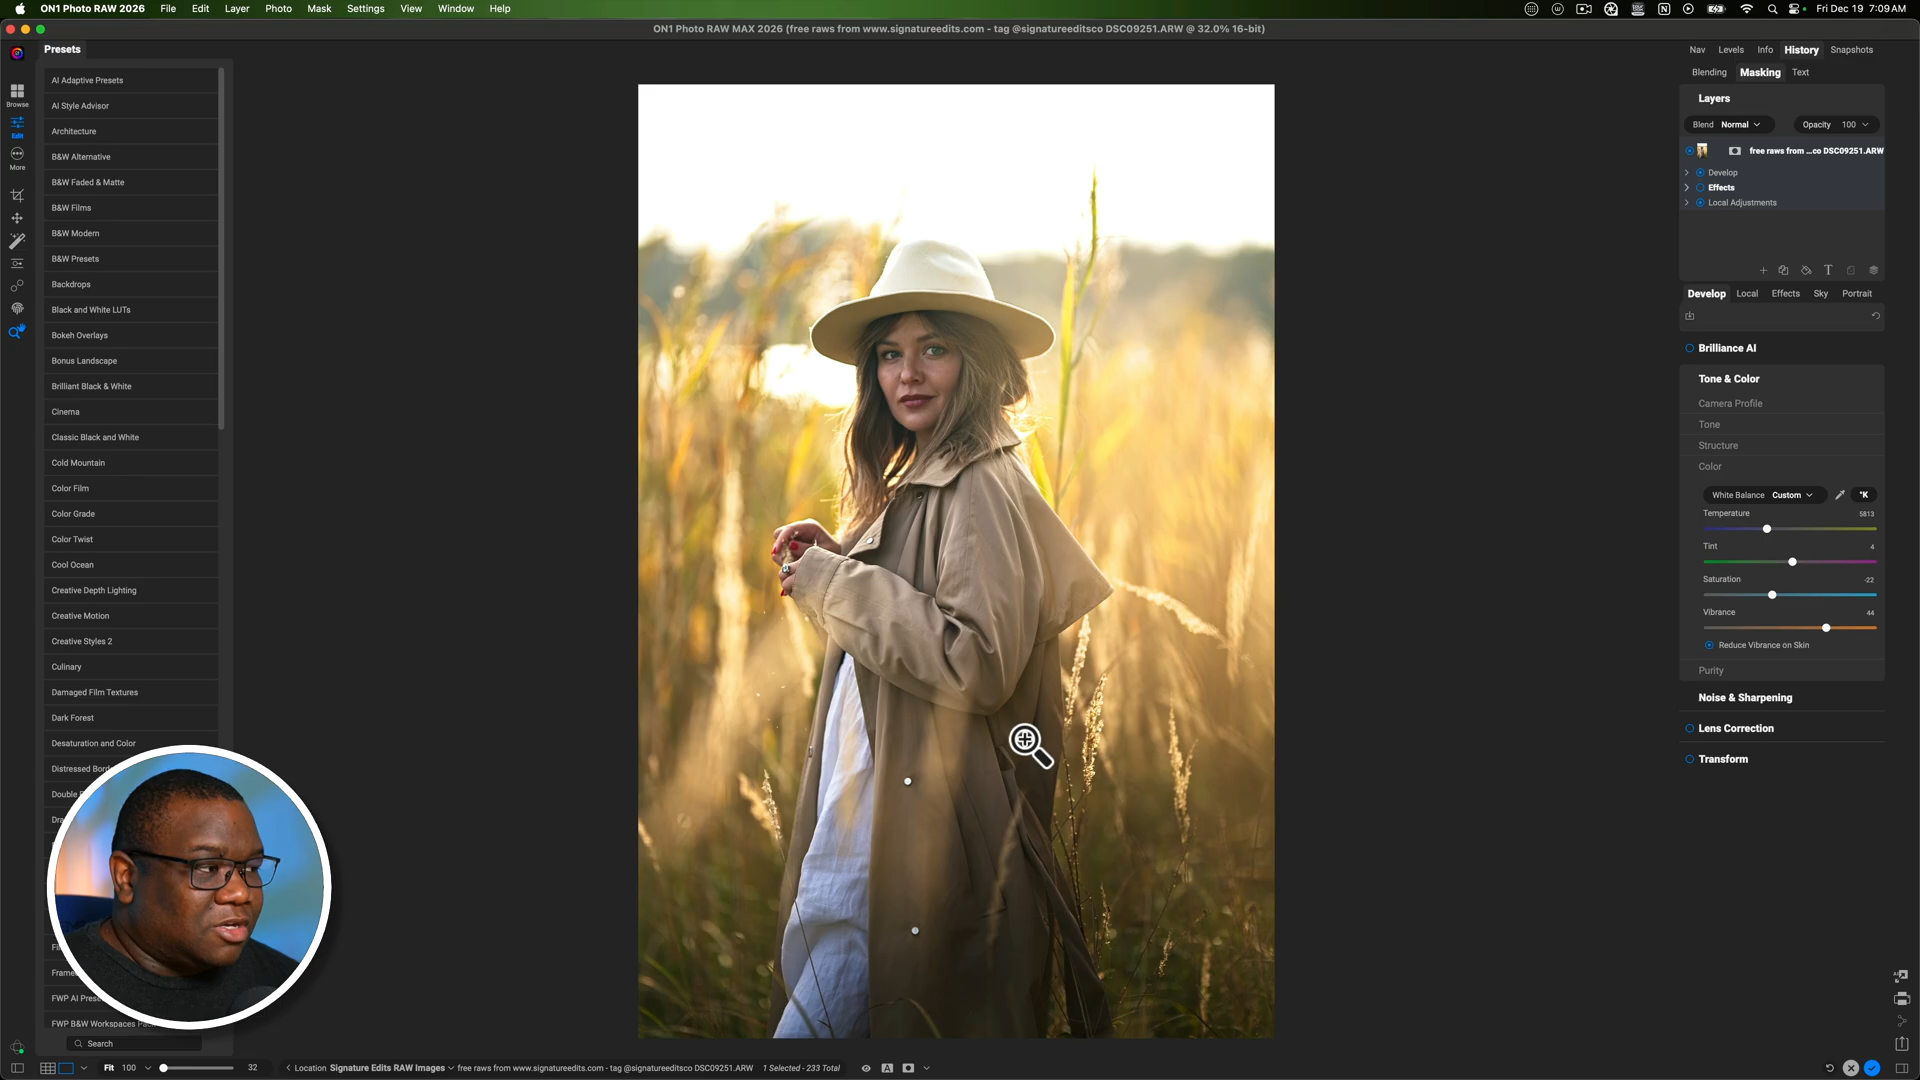 ON1 Photo RAW 2026 File Edit Layer Photo Mask Settings View Window Help Fri Dec 19 7:09 AM
ON1 Photo RAW MAX 2026 (free raws from www.signatureedits.com - tag @signatureeditsco DSC09251.ARW @ 32.0% 16-bit)
Presets
AI Adaptive Presets
AI Style Advisor
Architecture
B&W Alternative
B&W Faded & Matte
B&W Films
B&W Modern
B&W Presets
Backdrops
Black and White LUTs
Bokeh Overlays
Bonus Landscape
Brilliant Black & White
Cinema
Classic Black and White
Cold Mountain
Color Film
Color Grade
Color Twist
Cool Ocean
Creative Depth Lighting
Creative Motion
Creative Styles 2
Culinary
Damaged Film Textures
Dark Forest
Desaturation and Color
Distressed Bord
Double
Dra
Fi
Frame
FWP AI Prese
FWP B&W Workspaces Pac
Search
Browse
Edit
More
Nav Levels Info History Snapshots
Blending Masking Text
Layers
Blend Normal Opacity 100
free raws from ...co DSC09251.ARW
Develop
Effects
Local Adjustments
Develop Local Effects Sky Portrait
Brilliance AI
Tone & Color
Camera Profile
Tone
Structure
Color
White Balance Custom °K
Temperature 5813
Tint 4
Saturation -22
Vibrance 44
Reduce Vibrance on Skin
Purity
Noise & Sharpening
Lens Correction
Transform
Fit 100 32 Location Signature Edits RAW Images free raws from www.signatureedits.com - tag @signatureeditsco DSC09251.ARW 1 Selected - 233 Total A